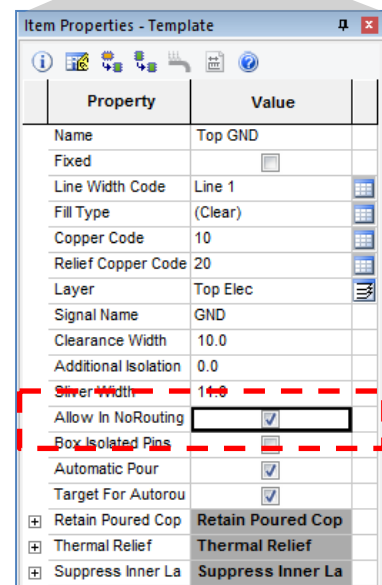 Item Properties - Template
Property Value
Name Top GND
Fixed
Line Width Code Line 1
Fill Type (Clear)
Copper Code 10
Relief Copper Code 20
Layer Top Elec
Signal Name GND
Clearance Width 10.0
Additional Isolation 0.0
Sliver Width 11.0
Allow In NoRouting
Box Isolated Pins
Automatic Pour
Target For Autorou
Retain Poured Cop Retain Poured Cop
Thermal Relief Thermal Relief
Suppress Inner La Suppress Inner La